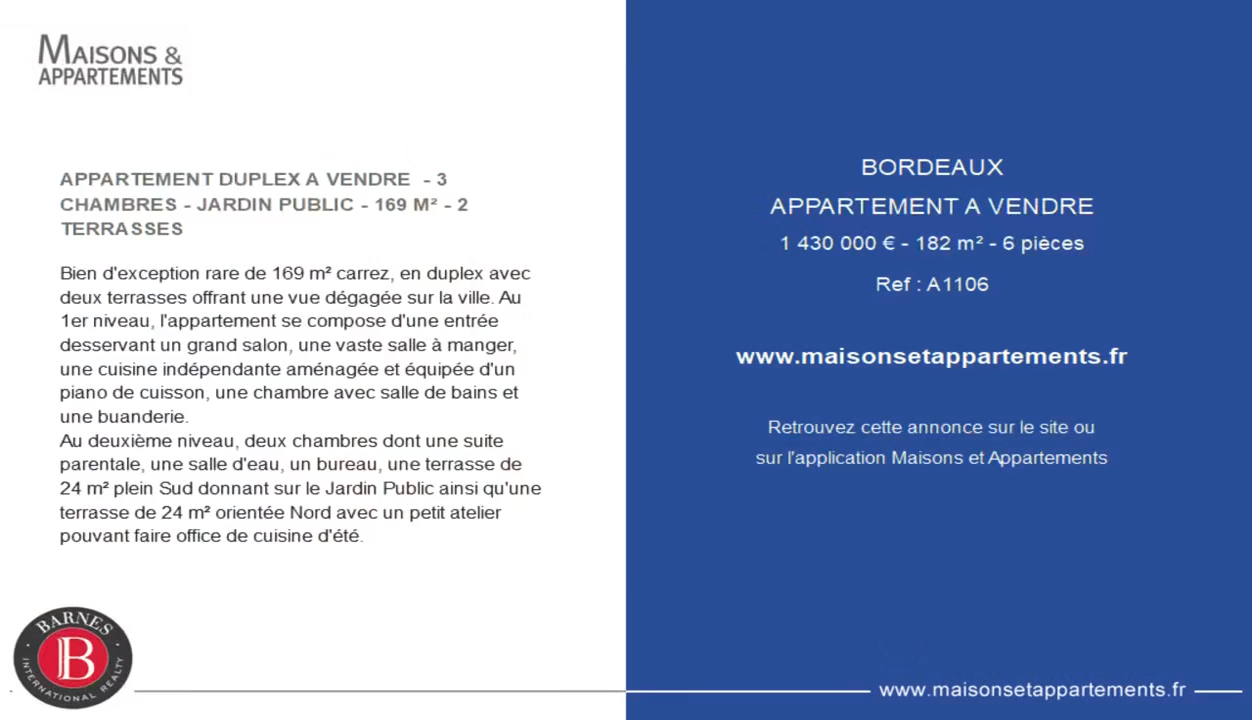 MAISONS &
APPARTEMENTS
APPARTEMENT DUPLEX A VENDRE - 3
CHAMBRES - JARDIN PUBLIC - 169 M² - 2
TERRASSES
Bien d'exception rare de 169 m² carrez, en duplex avec
deux terrasses offrant une vue dégagée sur la ville. Au
1er niveau, l'appartement se compose d'une entrée
desservant un grand salon, une vaste salle à manger,
une cuisine indépendante aménagée et équipée d'un
piano de cuisson, une chambre avec salle de bains et
une buanderie.
Au deuxième niveau, deux chambres dont une suite
parentale, une salle d'eau, un bureau, une terrasse de
24 m² plein Sud donnant sur le Jardin Public ainsi qu'une
terrasse de 24 m² orientée Nord avec un petit atelier
pouvant faire office de cuisine d'été.
BARNES
B
INTERNATIONAL REALTY
BORDEAUX
APPARTEMENT A VENDRE
1 430 000 € - 182 m² - 6 pièces
Ref : A1106
www.maisonsetappartements.fr
Retrouvez cette annonce sur le site ou
sur l'application Maisons et Appartements
www.maisonsetappartements.fr